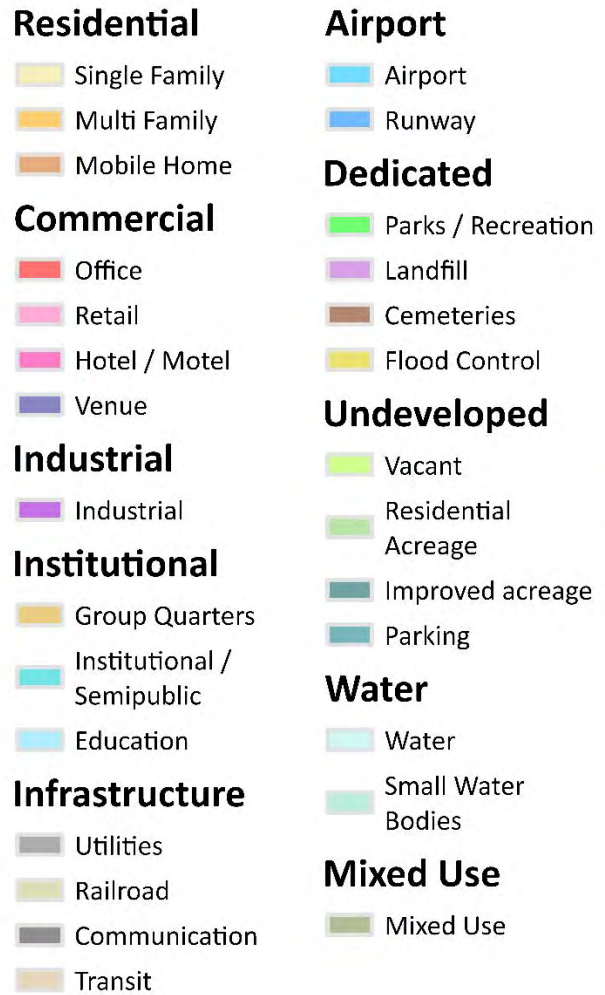 Residential
Single Family
Multi Family
Mobile Home
Commercial
Office
Retail
Hotel / Motel
Venue
Industrial
Industrial
Institutional
Group Quarters
Institutional /
Semipublic
Education
Infrastructure
Utilities
Railroad
Communication
Transit
Airport
Airport
Runway
Dedicated
Parks / Recreation
Landfill
Cemeteries
Flood Control
Undeveloped
Vacant
Residential
Acreage
Improved acreage
Parking
Water
Water
Small Water
Bodies
Mixed Use
Mixed Use